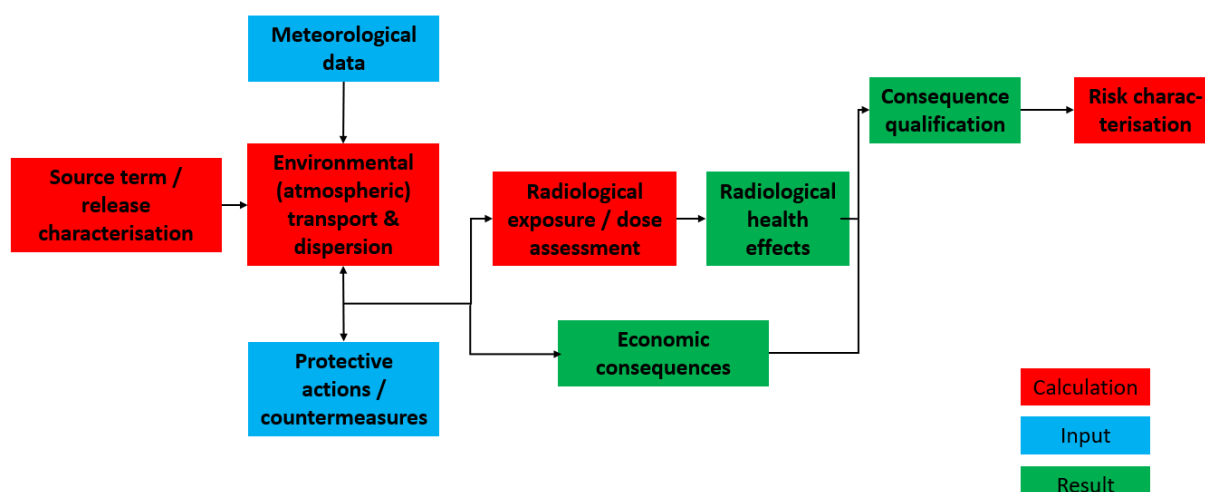 Meteorological
data
Consequence
qualification
Risk charac-
terisation
Source term /
release
characterisation
Environmental
(atmospheric)
transport &
dispersion
Radiological
exposure / dose
assessment
Radiological
health
effects
Economic
consequences
Protective
actions /
countermeasures
Calculation
Input
Result